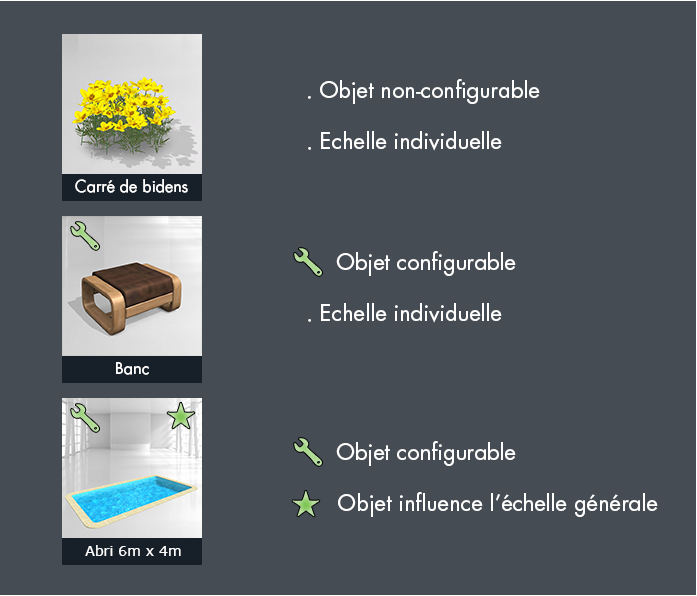 . Objet non-configurable
. Echelle individuelle
Carré de bidens
Objet configurable
. Echelle individuelle
Banc
Objet configurable
Objet influence l'échelle générale
Abri 6m x 4m